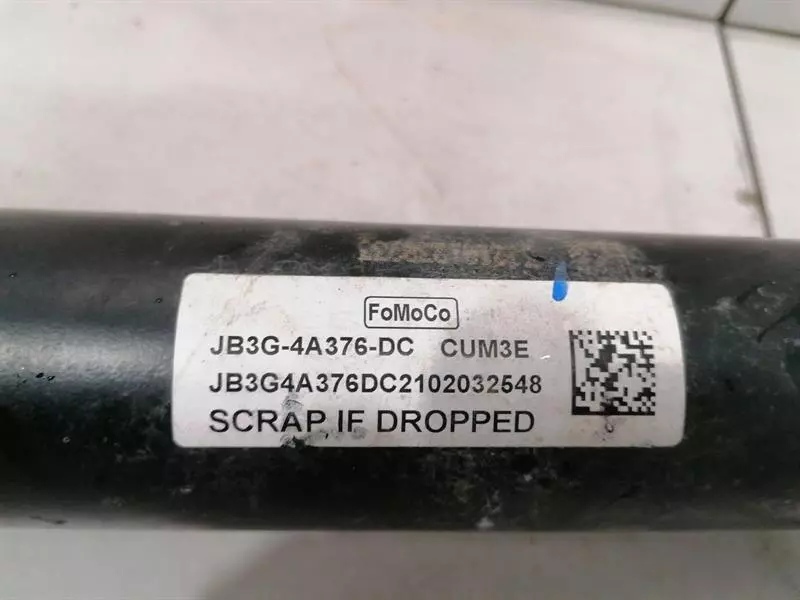 FoMoCo
JB3G-4A376-DC CUM3E
JB3G4A376DC2102032548
SCRAP IF DROPPED